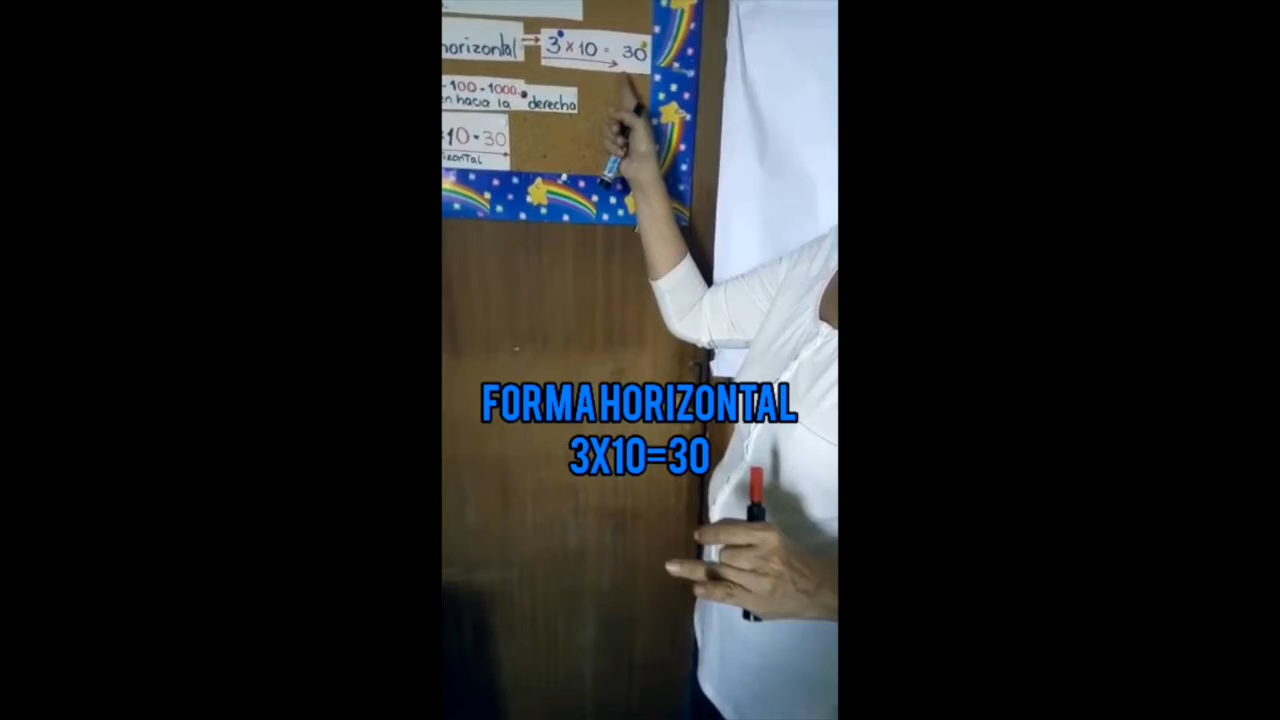 horizontal → 3 x 10 = 30
- 100 - 1000
hacia la derecha
10 = 30
FORMA HORIZONTAL
3X10=30